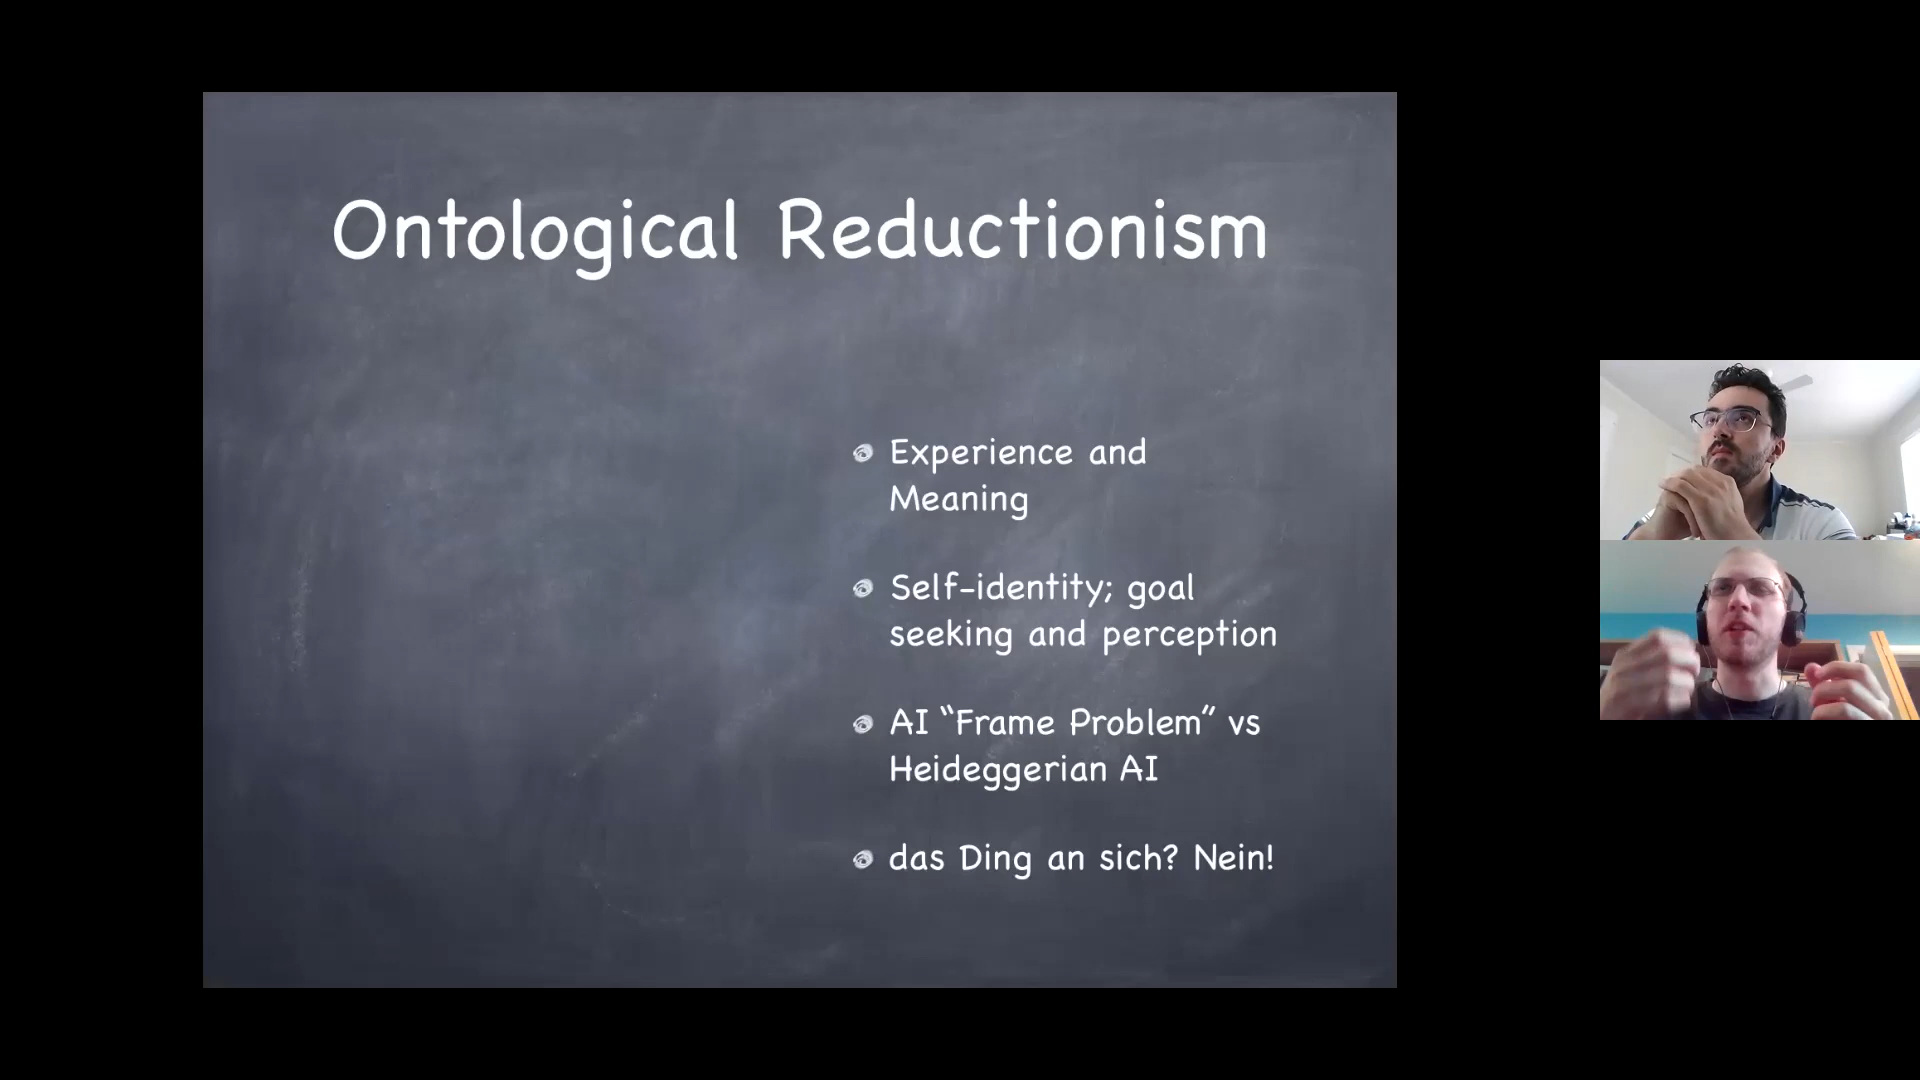 Ontological Reductionism
Experience and
Meaning
Self-identity; goal
seeking and perception
AI “Frame Problem” vs
Heideggerian AI
das Ding an sich? Nein!